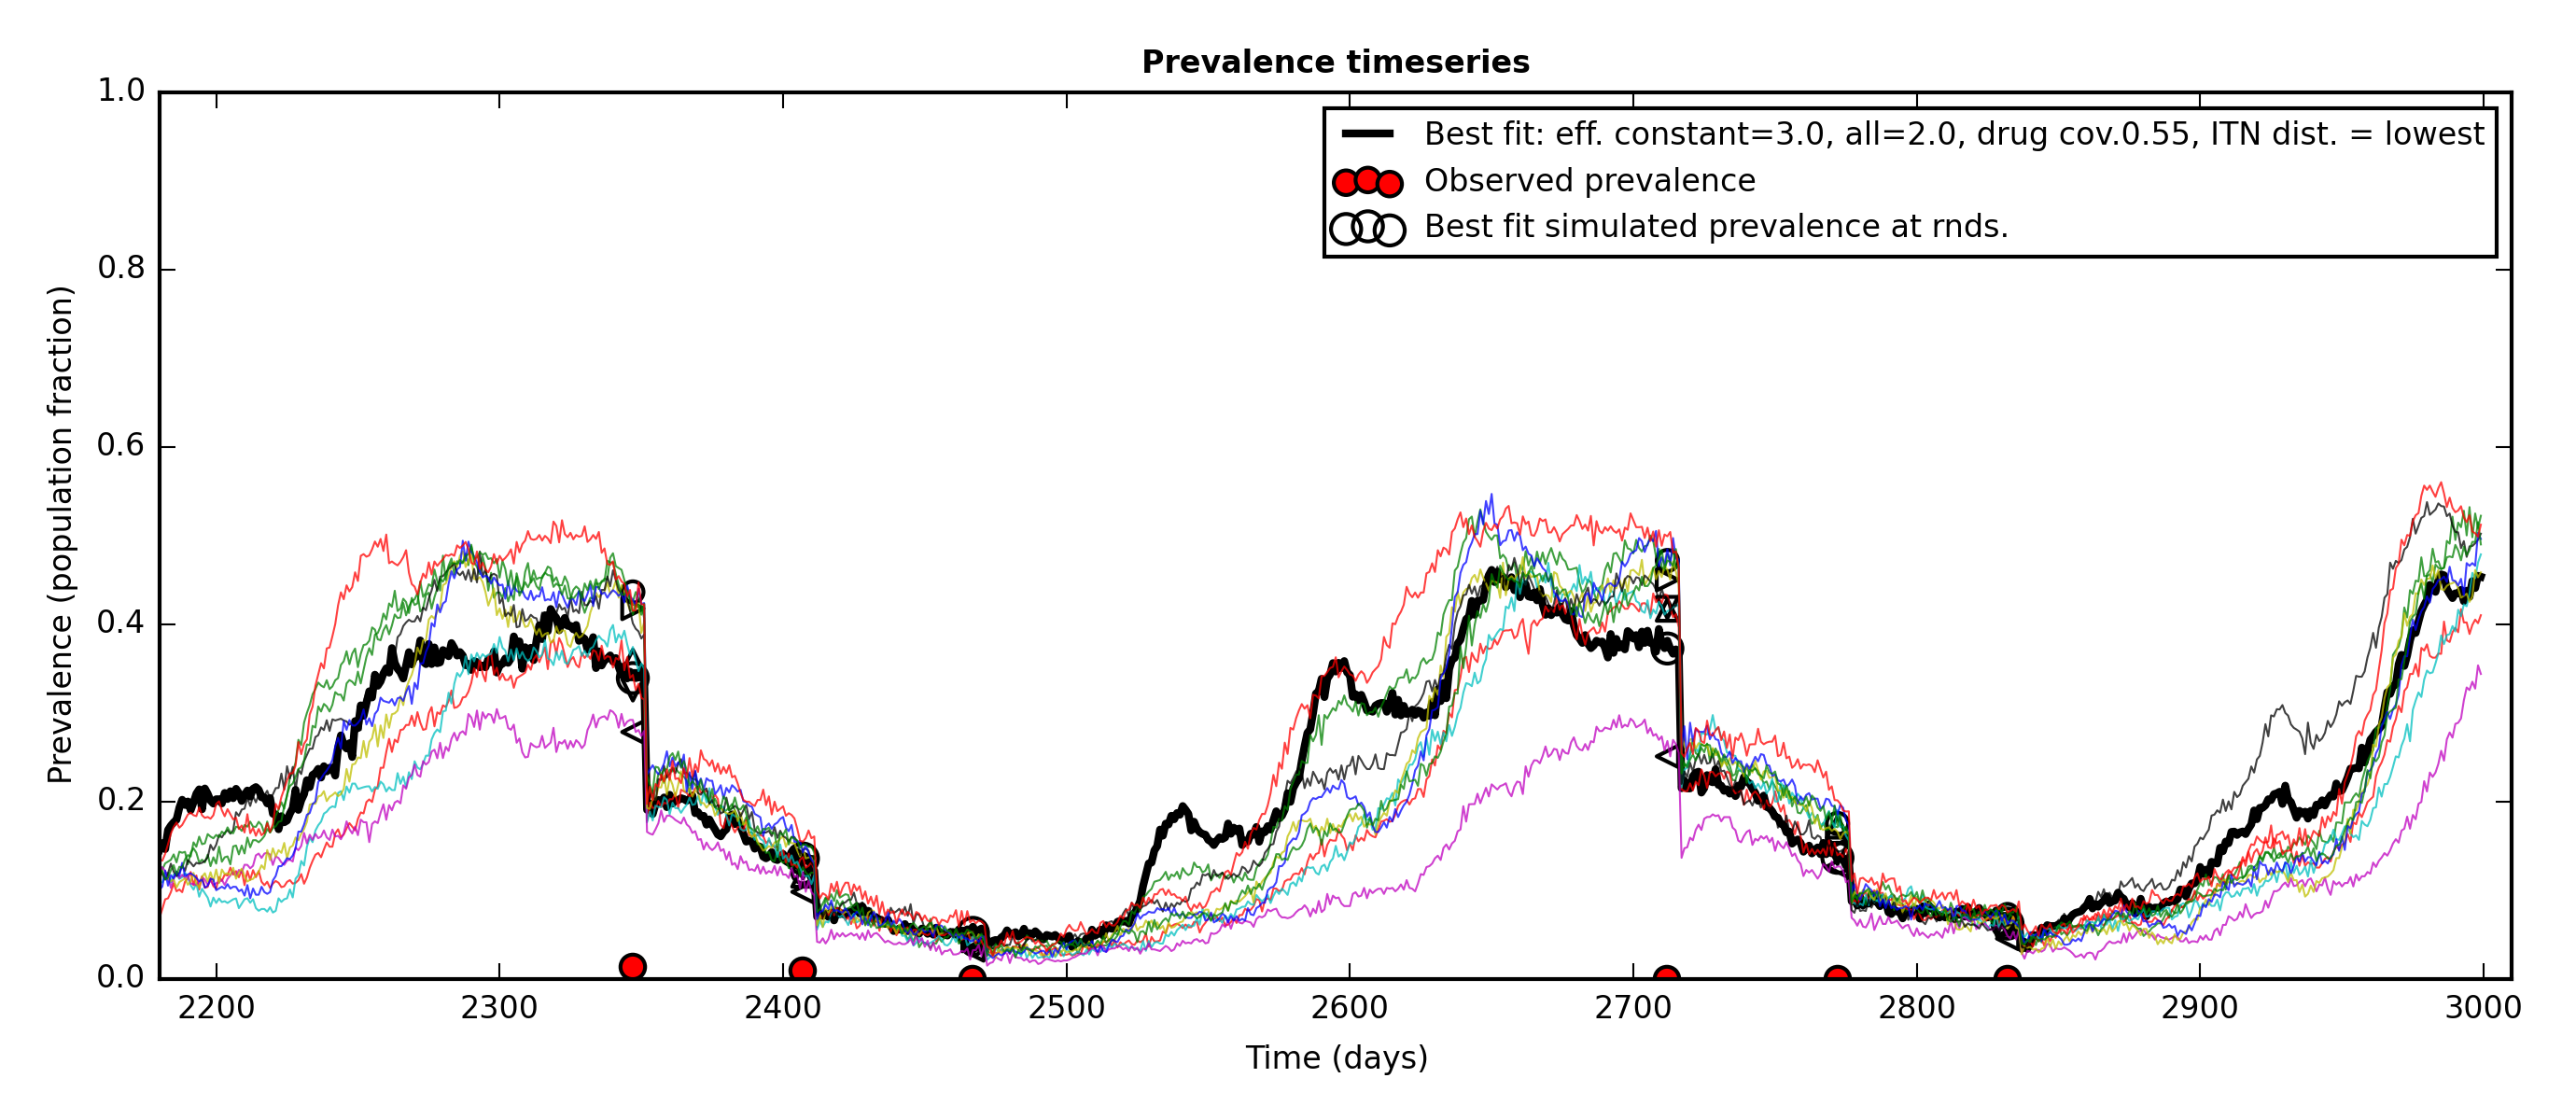 Prevalence timeseries
Best fit: eff. constant=3.0, all=2.0, drug cov.0.55, ITN dist. = lowest
Observed prevalence
Best fit simulated prevalence at rnds.
Prevalence (population fraction)
1.0
0.8
0.6
0.4
0.2
0.0
2200 2300 2400 2500 2600 2700 2800 2900 3000
Time (days)